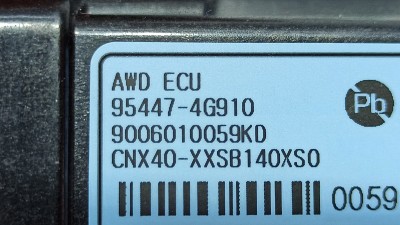 AWD ECU
95447-4G910
Pb
9006010059KD
CNX40-XXSB140XS0
0059